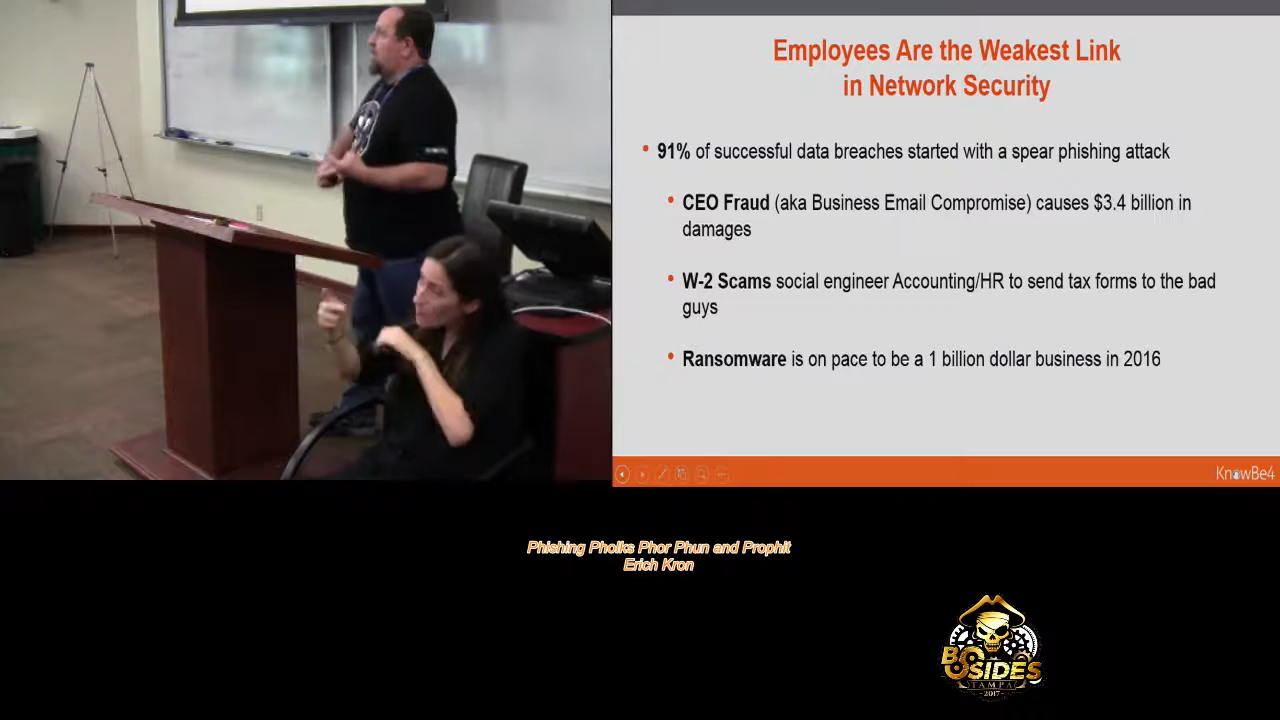 Employees Are the Weakest Link
in Network Security
• 91% of successful data breaches started with a spear phishing attack
• CEO Fraud (aka Business Email Compromise) causes $3.4 billion in
damages
• W-2 Scams social engineer Accounting/HR to send tax forms to the bad
guys
• Ransomware is on pace to be a 1 billion dollar business in 2016
KnowBe4
Phishing Pholks Phor Phun and Prophit
Erich Kron
BSIDES
TAMPA
-2017-